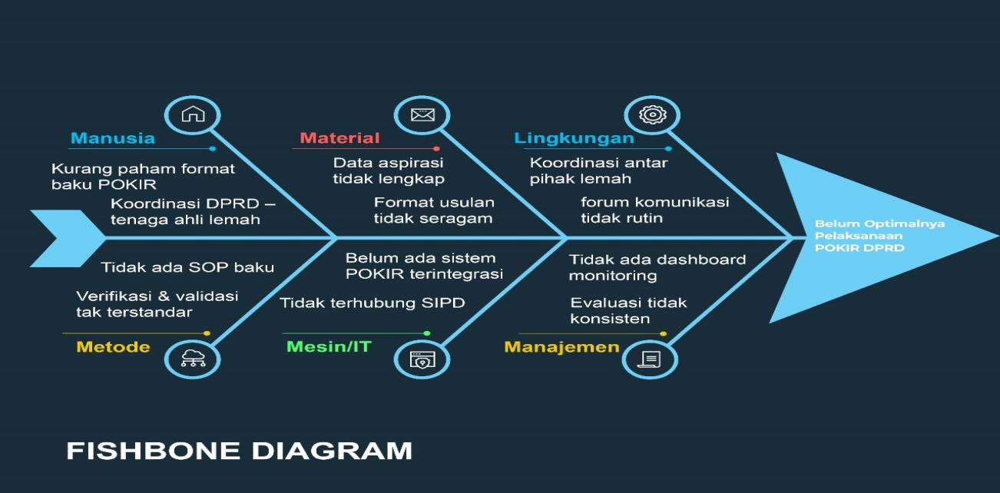 Manusia
Kurang paham format
baku POKIR
Koordinasi DPRD –
tenaga ahli lemah
Material
Data aspirasi
tidak lengkap
Format usulan
tidak seragam
Lingkungan
Koordinasi antar
pihak lemah
forum komunikasi
tidak rutin
Belum Optimalnya
Pelaksanaan
POKIR DPRD
Tidak ada SOP baku
Verifikasi & validasi
tak terstandar
Metode
Belum ada sistem
POKIR terintegrasi
Tidak terhubung SIPD
Mesin/IT
Tidak ada dashboard
monitoring
Evaluasi tidak
konsisten
Manajemen
FISHBONE DIAGRAM